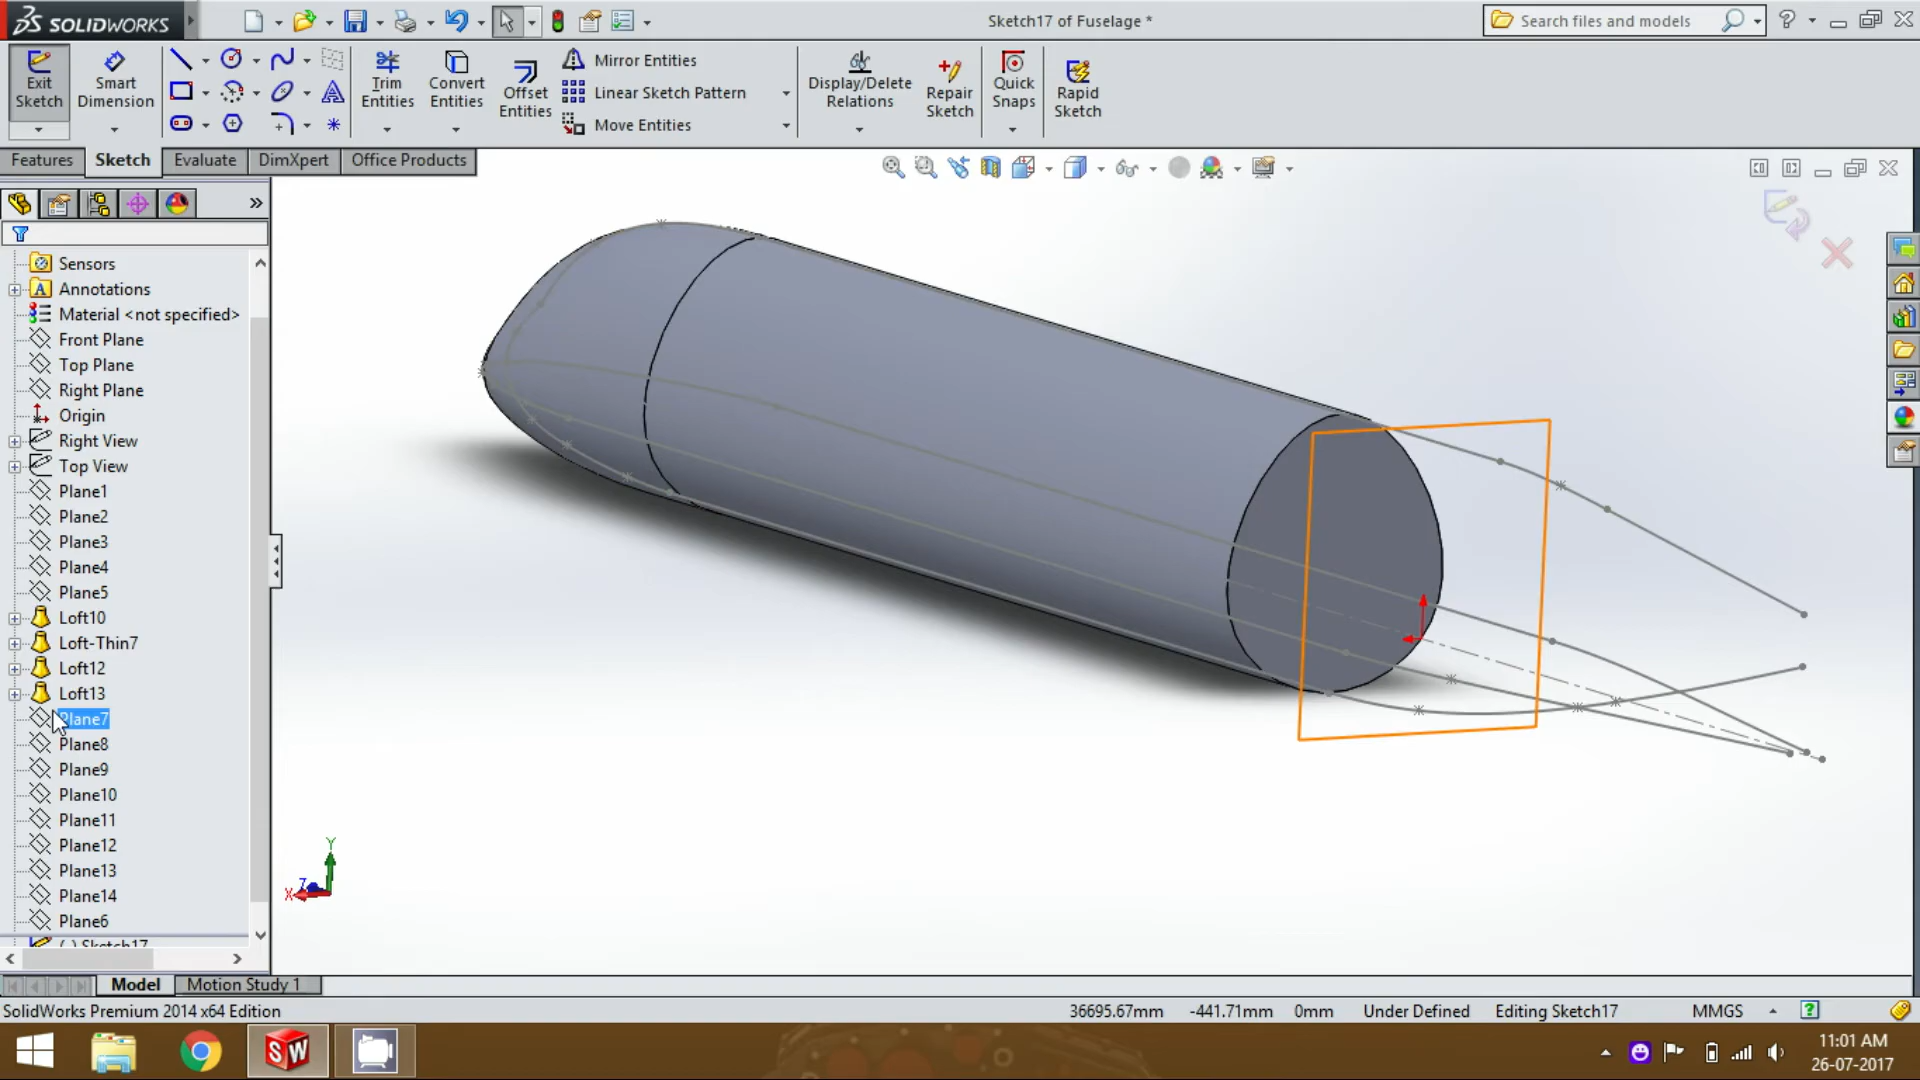 SOLIDWORKS
Sketch17 of Fuselage *
Search files and models
Exit Sketch
Smart Dimension
Trim Entities
Convert Entities
Offset Entities
Mirror Entities
Linear Sketch Pattern
Move Entities
Display/Delete Relations
Repair Sketch
Quick Snaps
Rapid Sketch
Features
Sketch
Evaluate
DimXpert
Office Products
Sensors
Annotations
Material <not specified>
Front Plane
Top Plane
Right Plane
Origin
Right View
Top View
Plane1
Plane2
Plane3
Plane4
Plane5
Loft10
Loft-Thin7
Loft12
Loft13
Plane7
Plane8
Plane9
Plane10
Plane11
Plane12
Plane13
Plane14
Plane6
(-) Sketch17
Y
Z
X
Model
Motion Study 1
SolidWorks Premium 2014 x64 Edition
36695.67mm
-441.71mm
0mm
Under Defined
Editing Sketch17
MMGS
SW
11:01 AM
26-07-2017